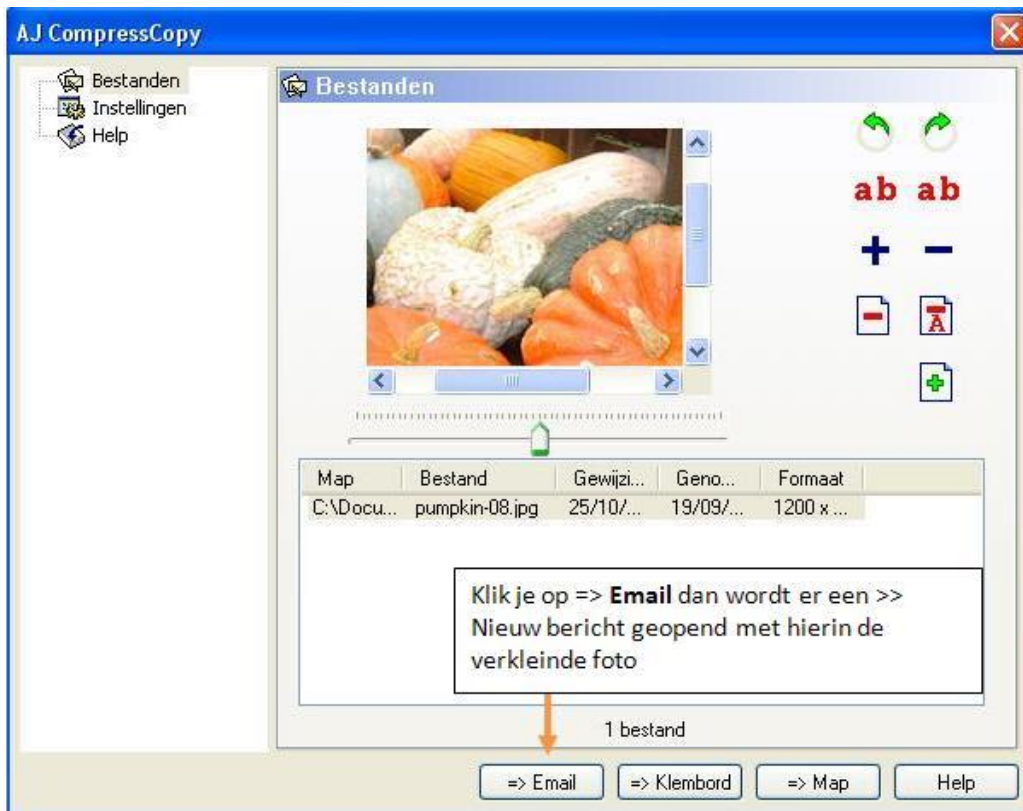 AJ CompressCopy
Bestanden
Instellingen
Help
Bestanden
ab ab
A
Map Bestand Gewijzi... Geno... Formaat
C:\Docu... pumpkin-08.jpg 25/10/... 19/09/... 1200 x ...
Klik je op => Email dan wordt er een >>
Nieuw bericht geopend met hierin de
verkleinde foto
1 bestand
=> Email => Klembord => Map Help